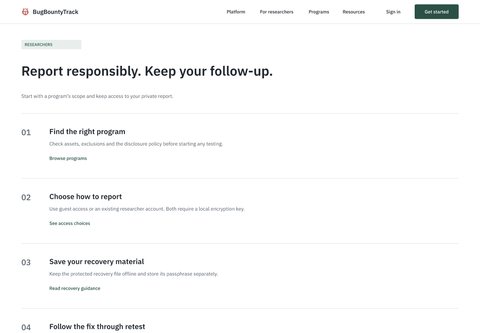 BugBountyTrack
Platform
For researchers
Programs
Resources
Sign in
Get started
RESEARCHERS
Report responsibly. Keep your follow-up.
Start with a program's scope and keep access to your private report.
01
Find the right program
Check assets, exclusions and the disclosure policy before starting any testing.
Browse programs
02
Choose how to report
Use guest access or an existing researcher account. Both require a local encryption key.
See access choices
03
Save your recovery material
Keep the protected recovery file offline and store its passphrase separately.
Read recovery guidance
04
Follow the fix through retest